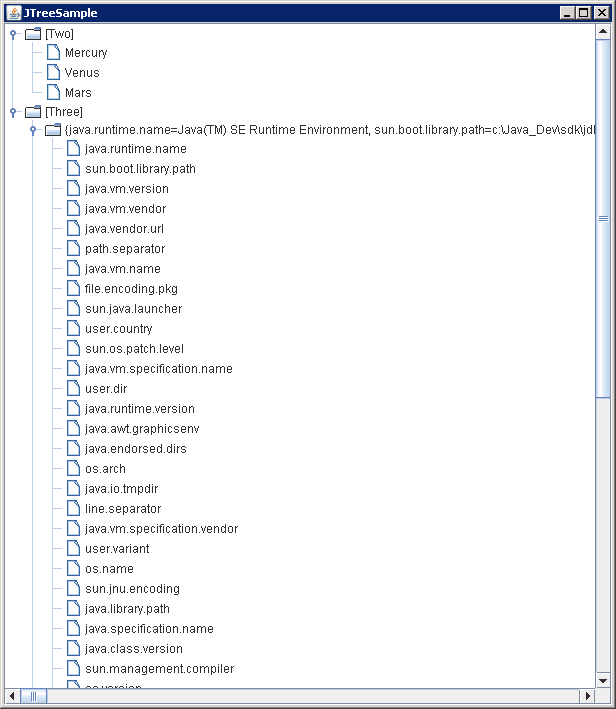 JTreeSample
[Two]
Mercury
Venus
Mars
[Three]
{java.runtime.name=Java(TM) SE Runtime Environment, sun.boot.library.path=c:\Java_Dev\sdk\jdl
java.runtime.name
sun.boot.library.path
java.vm.version
java.vm.vendor
java.vendor.url
path.separator
java.vm.name
file.encoding.pkg
sun.java.launcher
user.country
sun.os.patch.level
java.vm.specification.name
user.dir
java.runtime.version
java.awt.graphicsenv
java.endorsed.dirs
os.arch
java.io.tmpdir
line.separator
java.vm.specification.vendor
user.variant
os.name
sun.jnu.encoding
java.library.path
java.specification.name
java.class.version
sun.management.compiler
os.version